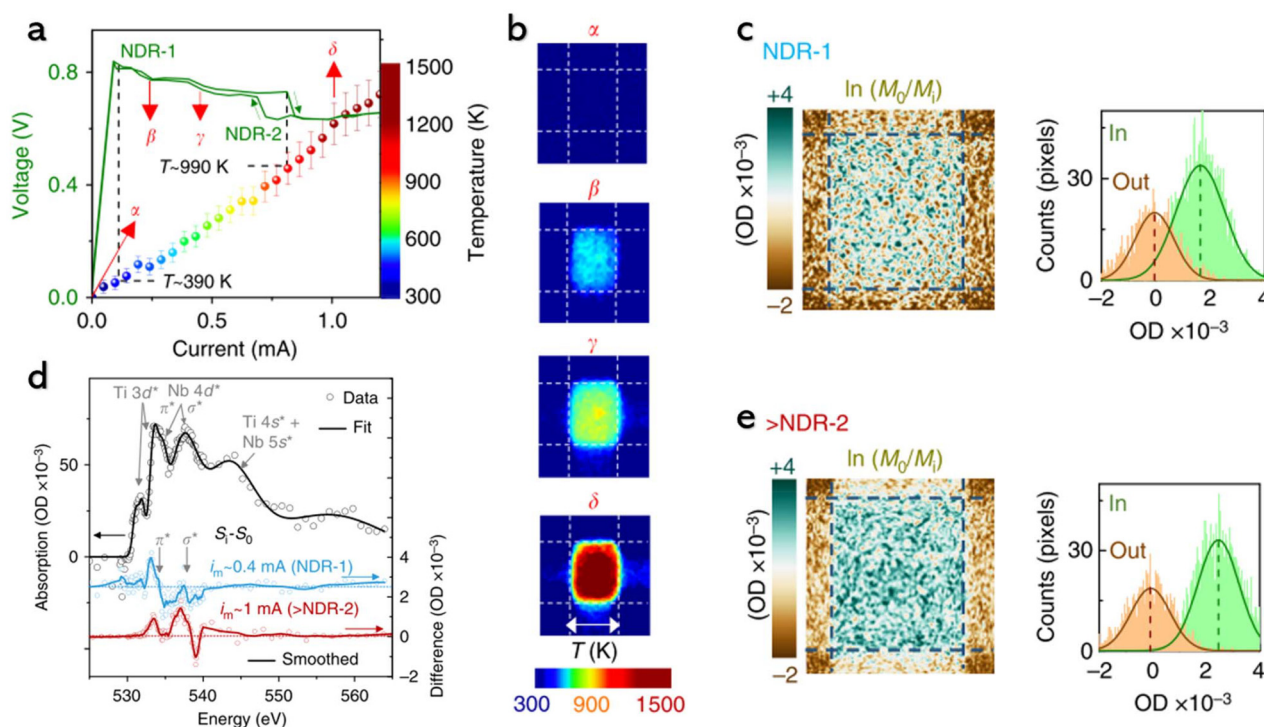 a
NDR-1
δ
0.8
β
γ
NDR-2
T~990 K
Voltage (V)
0.4
α
T~390 K
0.0
0.0
0.5
1.0
Current (mA)
1500
1200
900
600
300
Temperature (K)
b
α
β
γ
δ
T (K)
300
900
1500
c
NDR-1
ln (M0/Mi)
+4
(OD ×10−3)
−2
In
Out
Counts (pixels)
30
0
−2
0
2
4
OD ×10−3
d
Ti 3d*
Nb 4d*
π*
σ*
Data
Fit
Ti 4s* +
Nb 5s*
50
Absorption (OD ×10−3)
0
Si-S0
π*
σ*
im~0.4 mA (NDR-1)
im~1 mA (>NDR-2)
Smoothed
4
2
2
0
−2
Difference (OD ×10−3)
530
540
550
560
Energy (eV)
e
>NDR-2
ln (M0/Mi)
+4
(OD ×10−3)
−2
In
Out
Counts (pixels)
30
0
−2
0
2
4
OD ×10−3